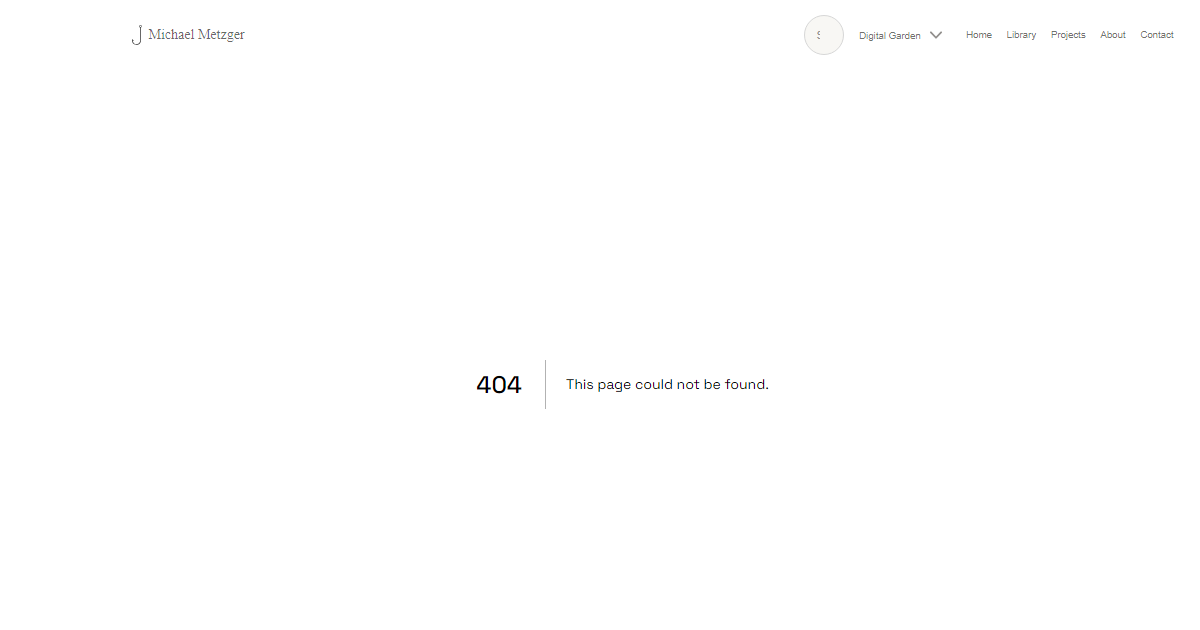 Michael Metzger
Digital Garden
Home
Library
Projects
About
Contact
404
This page could not be found.